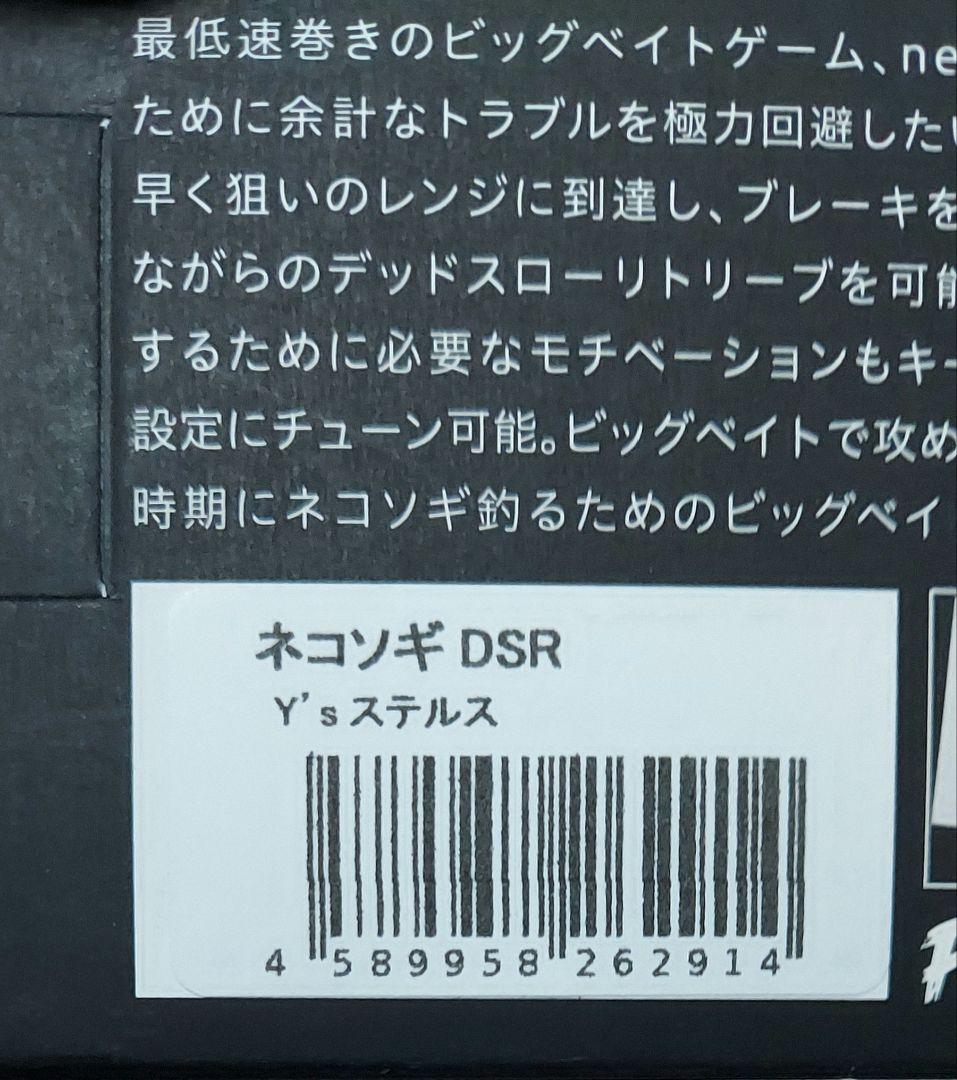 最低速巻きのビッグベイトゲーム、ne
ために余計なトラブルを極力回避した
早く狙いのレンジに到達し、ブレーキを
ながらのデッドスローリトリーブを可能
するために必要なモチベーションもキー
設定にチューン可能。ビッグベイトで攻め
時期にネコソギ釣るためのビッグベイ
ネコソギ DSR
Y's ステルス
4 589958 262914